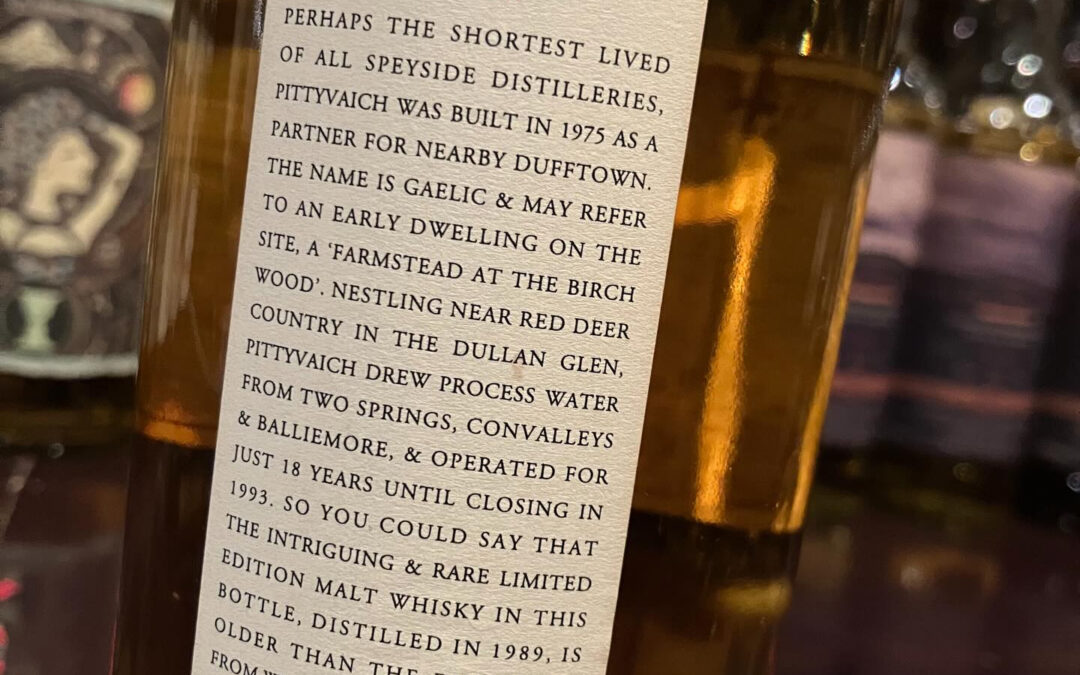 PERHAPS THE SHORTEST LIVED
OF ALL SPEYSIDE DISTILLERIES,
PITTYVAICH WAS BUILT IN 1975 AS A
PARTNER FOR NEARBY DUFFTOWN.
THE NAME IS GAELIC & MAY REFER
TO AN EARLY DWELLING ON THE
SITE, A ‘FARMSTEAD AT THE BIRCH
WOOD’. NESTLING NEAR RED DEER
COUNTRY IN THE DULLAN GLEN,
PITTYVAICH DREW PROCESS WATER
FROM TWO SPRINGS, CONVALLEYS
& BALLIEMORE, & OPERATED FOR
JUST 18 YEARS UNTIL CLOSING IN
1993. SO YOU COULD SAY THAT
THE INTRIGUING & RARE LIMITED
EDITION MALT WHISKY IN THIS
BOTTLE, DISTILLED IN 1989, IS
OLDER THAN THE
FROM